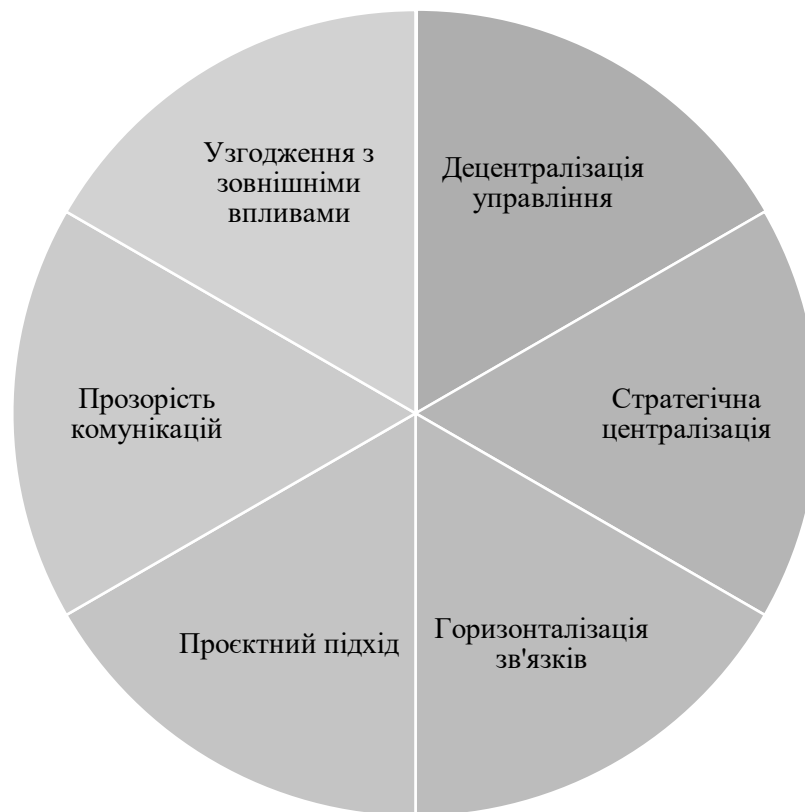 Узгодження з
зовнішніми
впливами
Децентралізація
управління
Прозорість
комунікацій
Стратегічна
централізація
Проєктний підхід
Горизонталізація
зв'язків